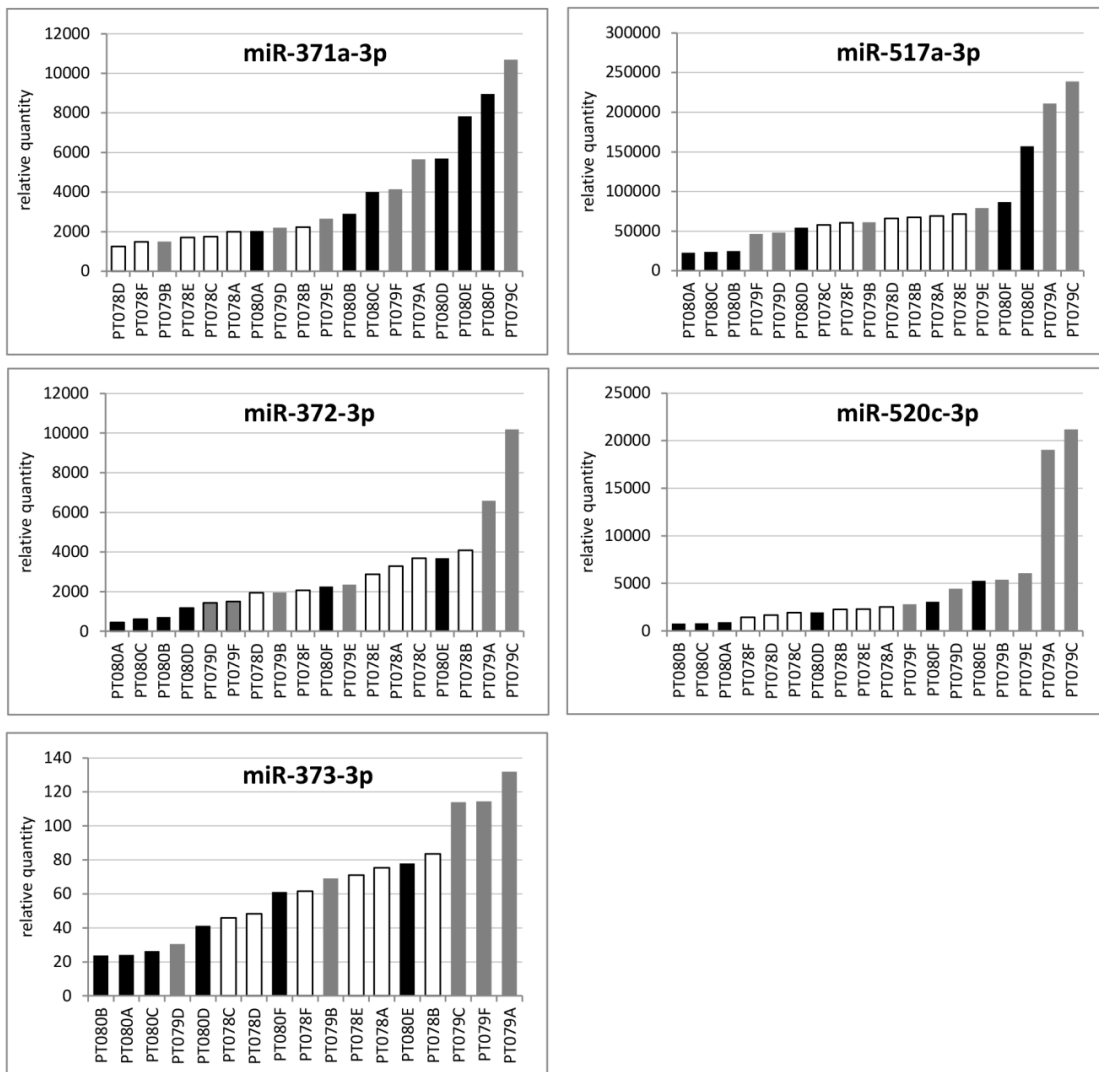 miR-371a-3p
relative quantity
12000
10000
8000
6000
4000
2000
0
PT078D PT078F PT079B PT078E PT078C PT078A PT080A PT079D PT078B PT079E PT080B PT080C PT079F PT079A PT080D PT080E PT080F PT079C
miR-517a-3p
relative quantity
300000
250000
200000
150000
100000
50000
0
PT080A PT080C PT080B PT079F PT079D PT080D PT078C PT078F PT079B PT078D PT078B PT078A PT078E PT079E PT080F PT080E PT079A PT079C
miR-372-3p
relative quantity
12000
10000
8000
6000
4000
2000
0
PT080A PT080C PT080B PT080D PT079D PT079F PT078D PT079B PT078F PT080F PT079E PT078E PT078A PT078C PT080E PT078B PT079A PT079C
miR-520c-3p
relative quantity
25000
20000
15000
10000
5000
0
PT080B PT080C PT080A PT078F PT078D PT078C PT080D PT078B PT078E PT078A PT079F PT080F PT079D PT080E PT079B PT079E PT079A PT079C
miR-373-3p
relative quantity
140
120
100
80
60
40
20
0
PT080B PT080A PT080C PT079D PT080D PT078C PT078D PT080F PT078F PT079B PT078E PT078A PT080E PT078B PT079C PT079F PT079A